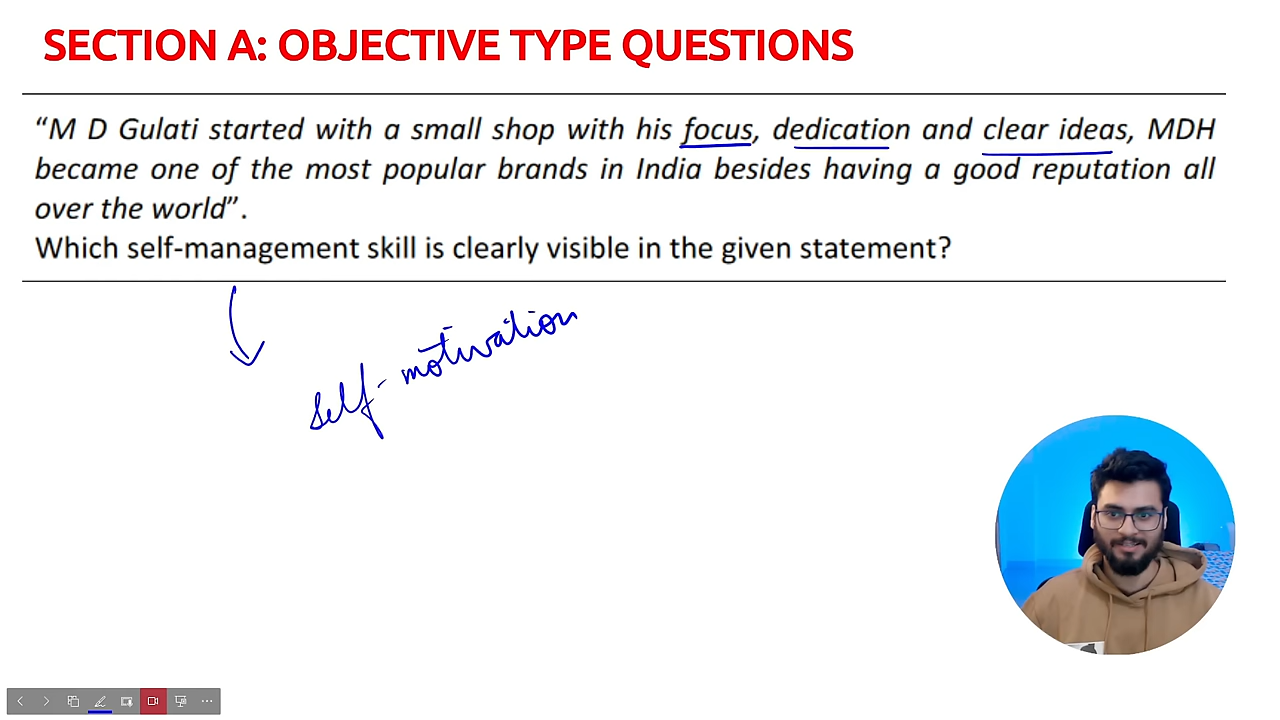 SECTION A: OBJECTIVE TYPE QUESTIONS
“M D Gulati started with a small shop with his focus, dedication and clear ideas, MDH
became one of the most popular brands in India besides having a good reputation all
over the world”.
Which self-management skill is clearly visible in the given statement?
self-motivation